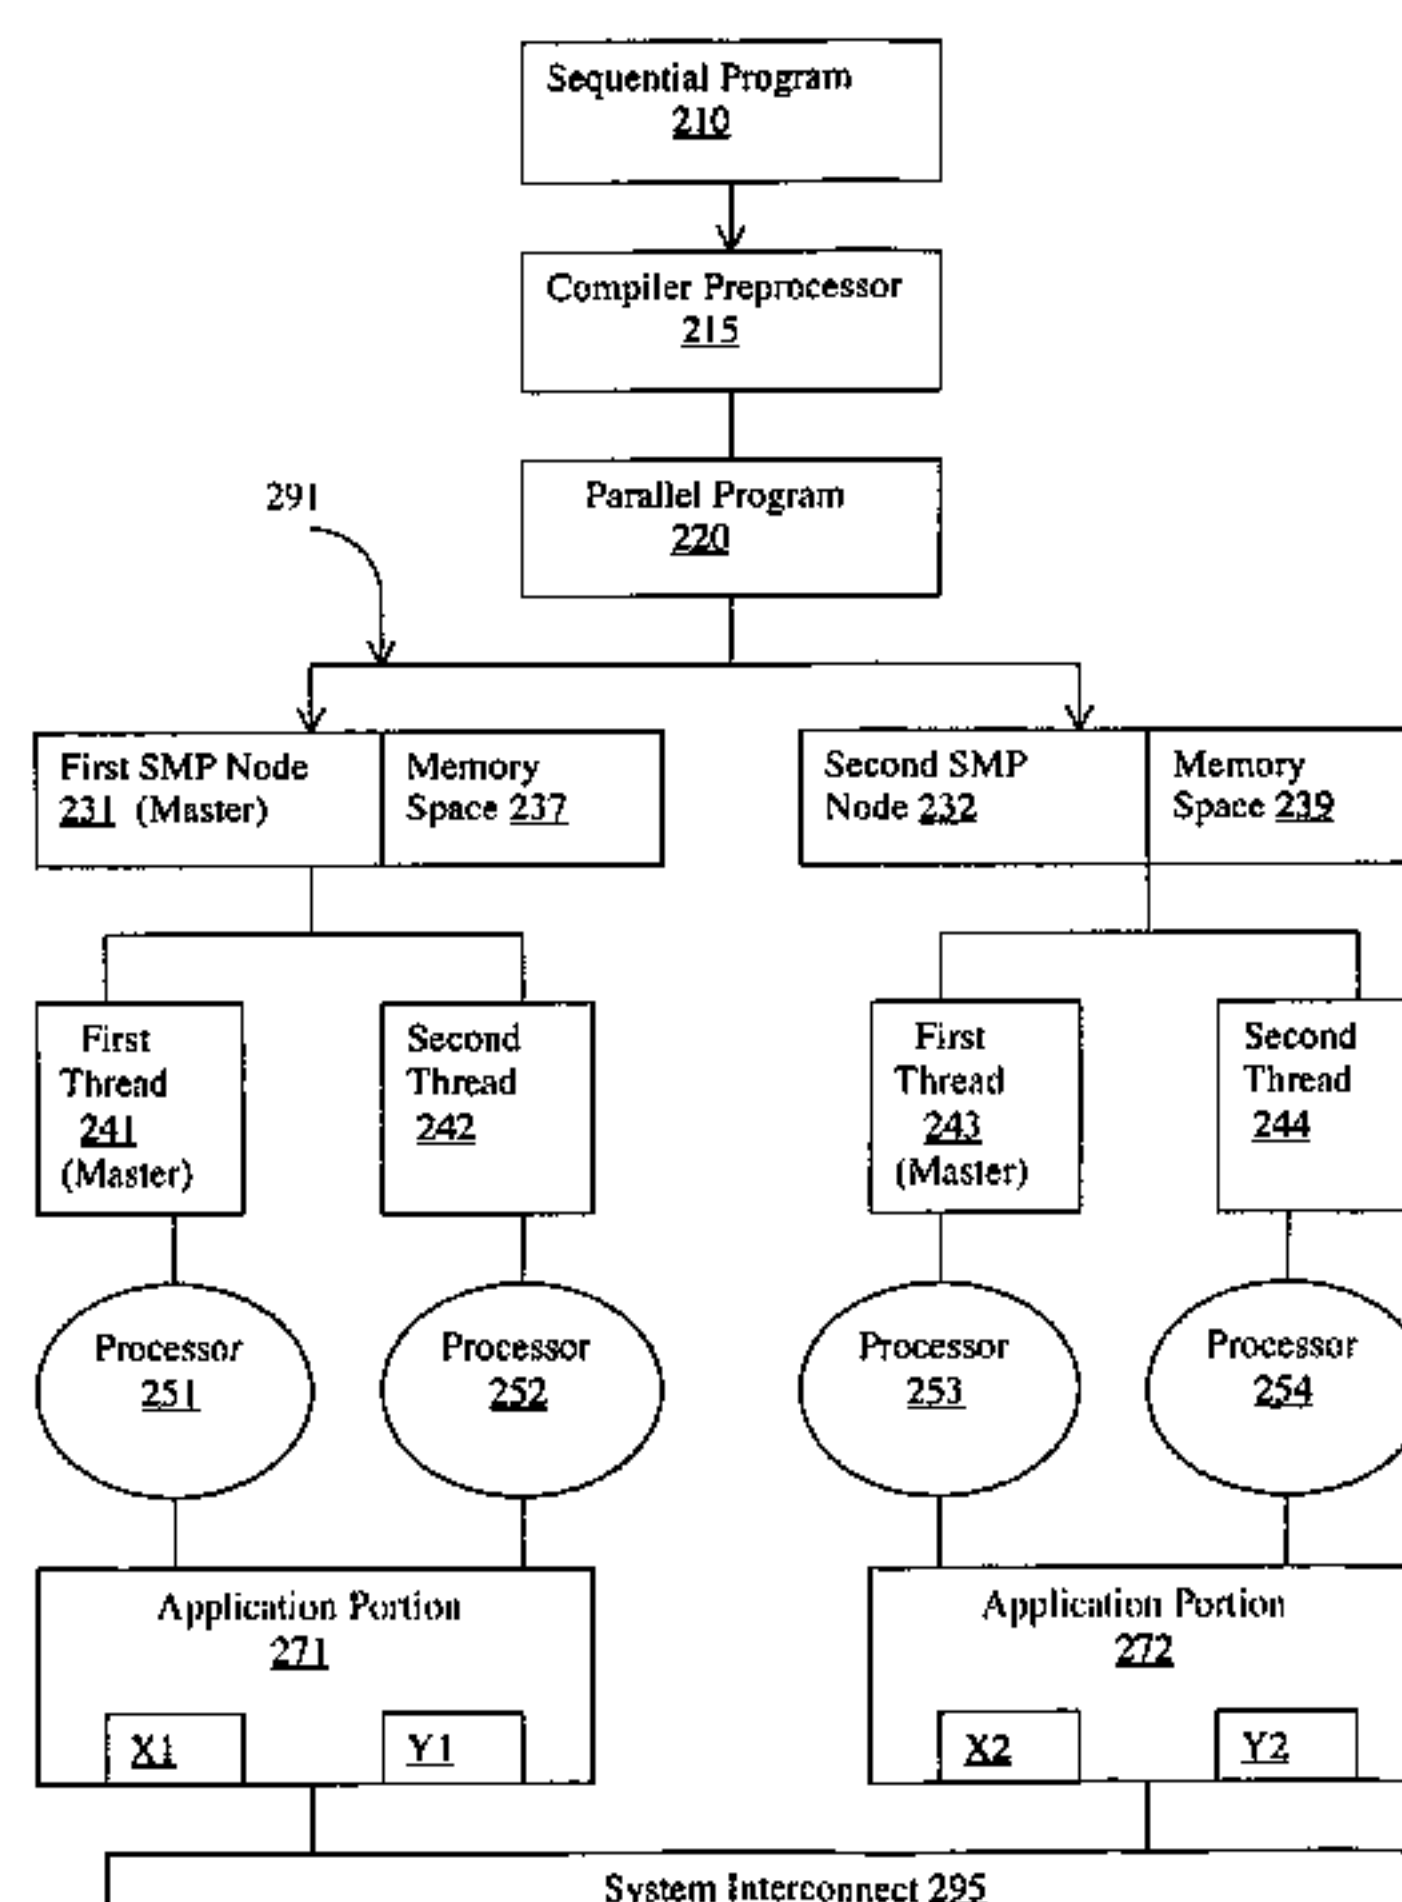 Sequential Program
210
Compiler Preprocessor
215
291
Parallel Program
220
First SMP Node
231 (Master)
Memory
Space 237
Second SMP
Node 232
Memory
Space 239
First
Thread
241
(Master)
Second
Thread
242
First
Thread
243
(Master)
Second
Thread
244
Processor
251
Processor
252
Processor
253
Processor
254
Application Portion
271
X1
Y1
Application Portion
272
X2
Y2
System Interconnect 295